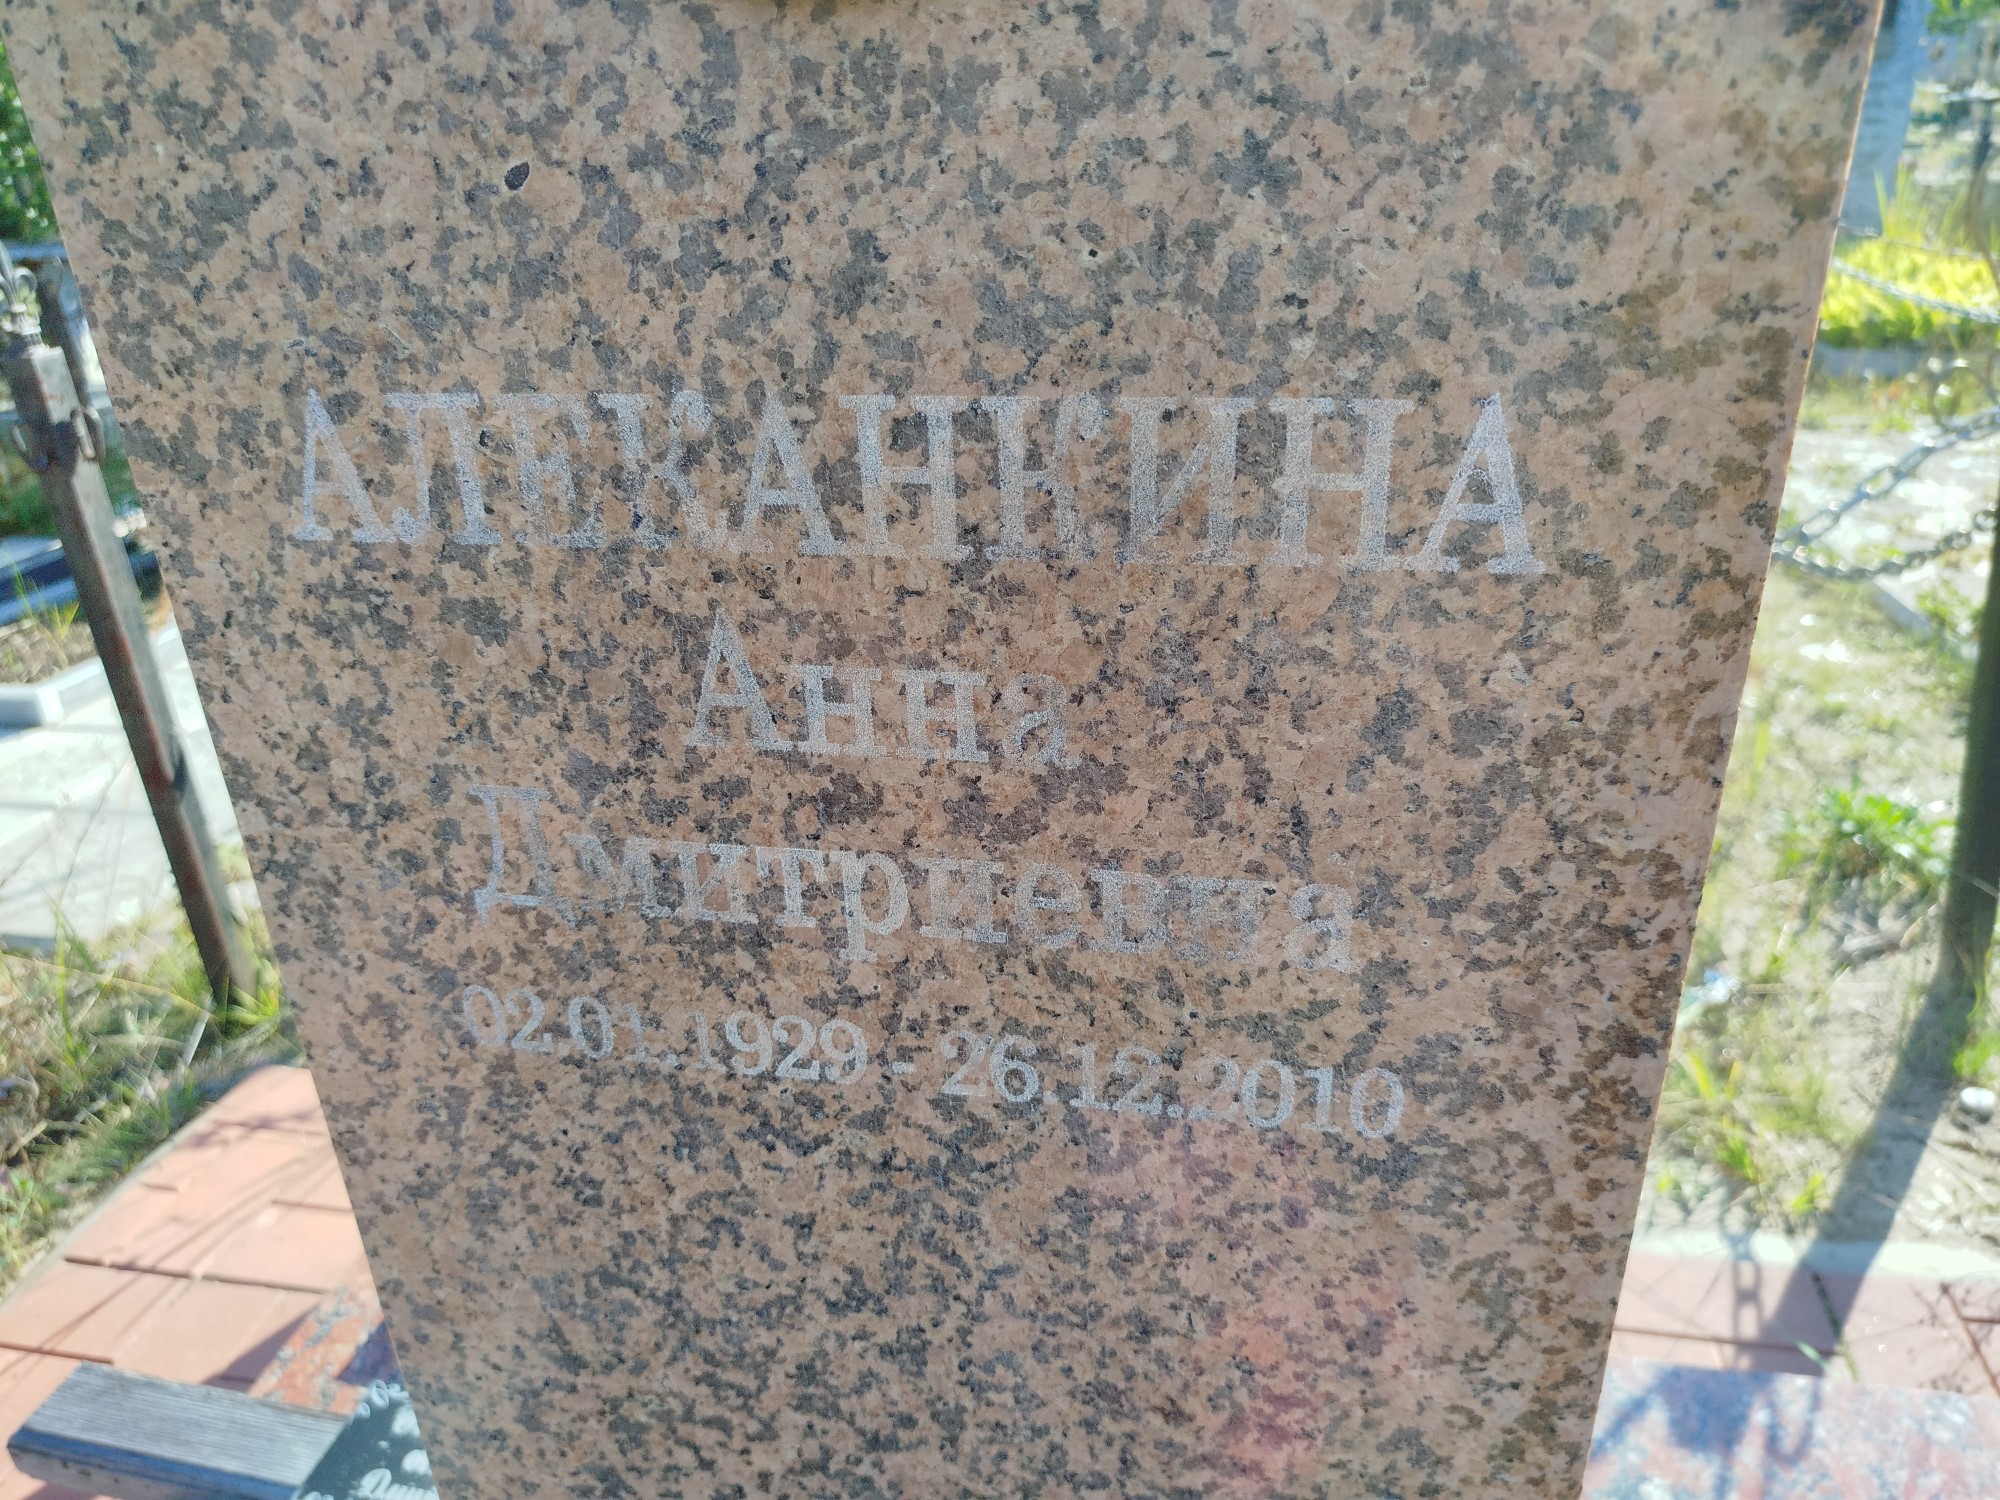 АЛЕКАНКИНА
Анна
Дмитриевна
02.01.1929 - 26.12.2010